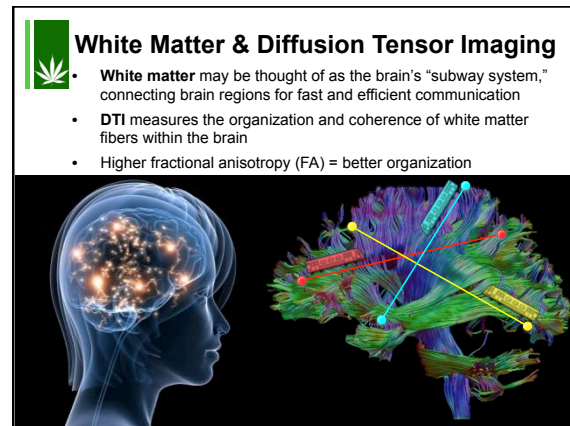 White Matter & Diffusion Tensor Imaging
• White matter may be thought of as the brain's “subway system,”
connecting brain regions for fast and efficient communication
• DTI measures the organization and coherence of white matter
fibers within the brain
• Higher fractional anisotropy (FA) = better organization